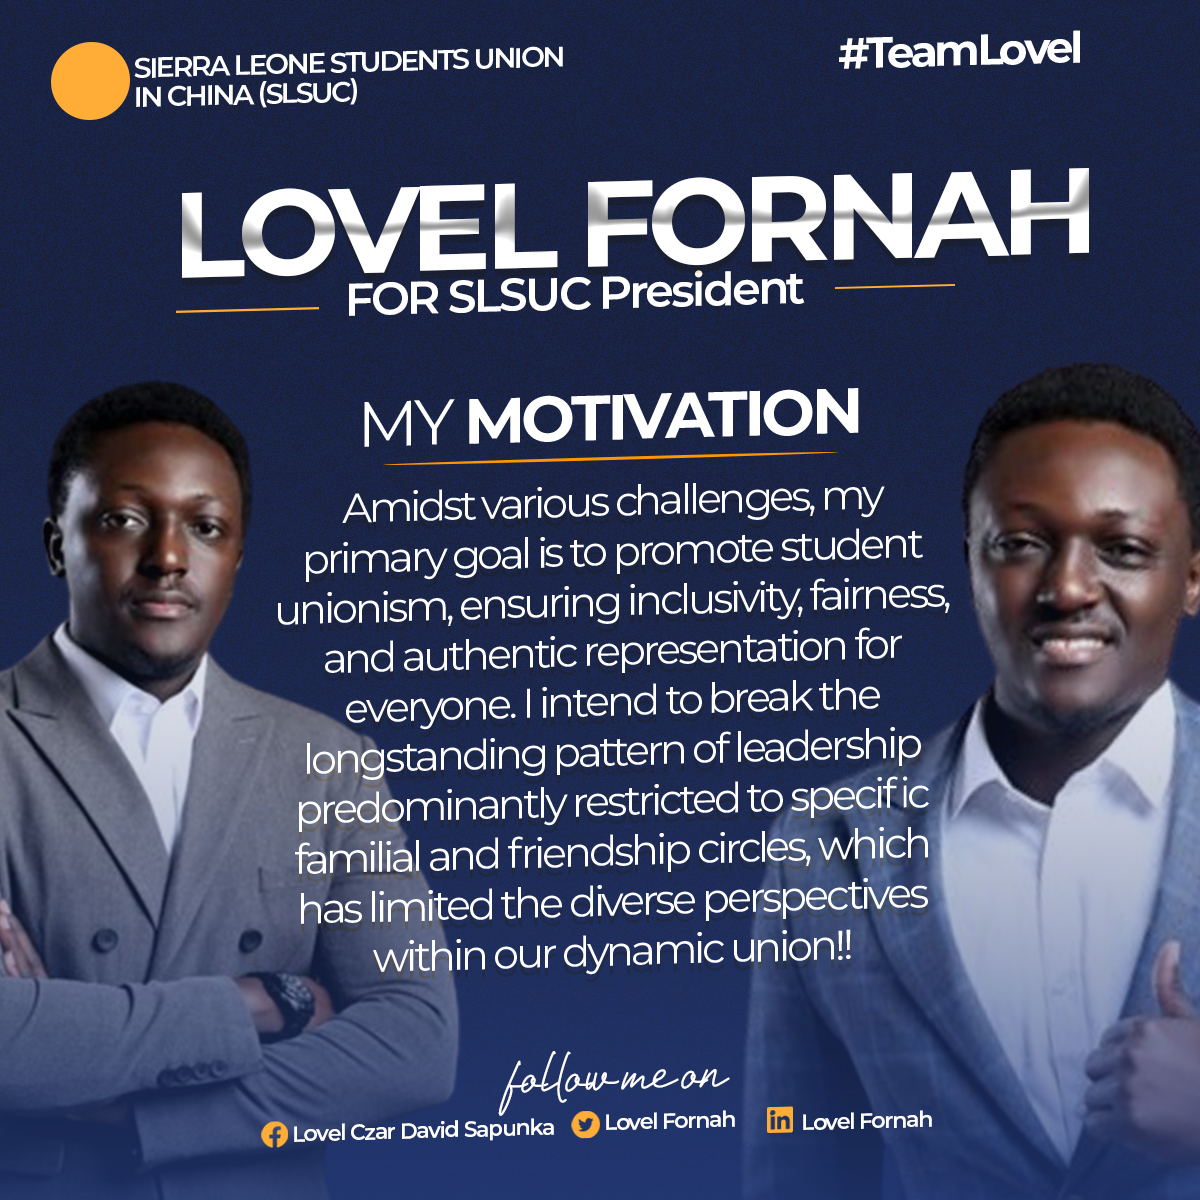 SIERRA LEONE STUDENTS UNION
IN CHINA (SLSUC)
#TeamLovel
LOVEL FORNAH
FOR SLSUC President
MY MOTIVATION
Amidst various challenges, my
primary goal is to promote student
unionism, ensuring inclusivity, fairness,
and authentic representation for
everyone. I intend to break the
longstanding pattern of leadership
predominantly restricted to specific
familial and friendship circles, which
has limited the diverse perspectives
within our dynamic union!!
follow me on
Lovel Czar David Sapunka
Lovel Fornah
Lovel Fornah